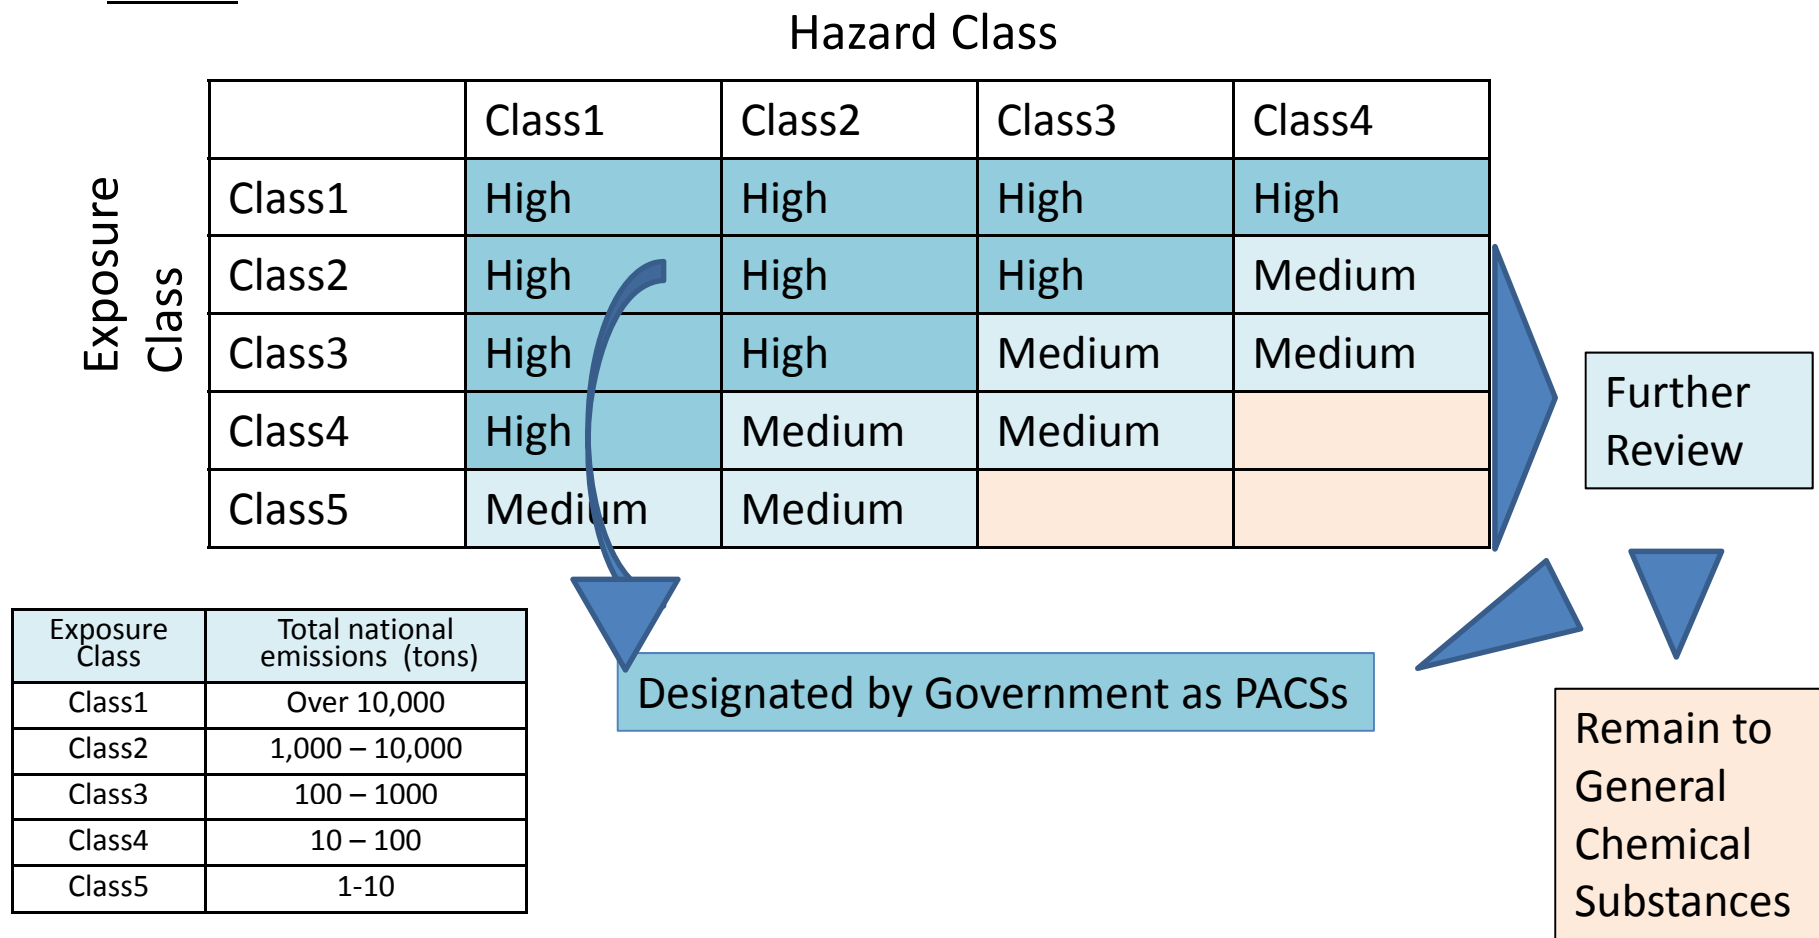 Hazard Class
Exposure
Class
Class1 Class2 Class3 Class4
Class1 High High High High
Class2 High High High Medium
Class3 High High Medium Medium
Class4 High Medium Medium
Class5 Medium Medium
Further
Review
Exposure
Class
Total national
emissions (tons)
Class1 Over 10,000
Class2 1,000 – 10,000
Class3 100 – 1000
Class4 10 – 100
Class5 1-10
Designated by Government as PACSs
Remain to
General
Chemical
Substances